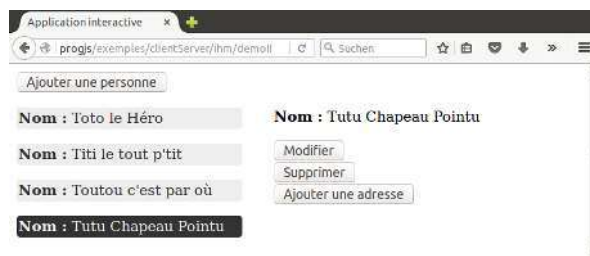 Application interactive
progjs/exemples/clientServer/ihm/demoII
Suchen
Ajouter une personne
Nom : Toto le Héro
Nom : Titi le tout p'tit
Nom : Toutou c'est par où
Nom : Tutu Chapeau Pointu
Nom : Tutu Chapeau Pointu
Modifier
Supprimer
Ajouter une adresse